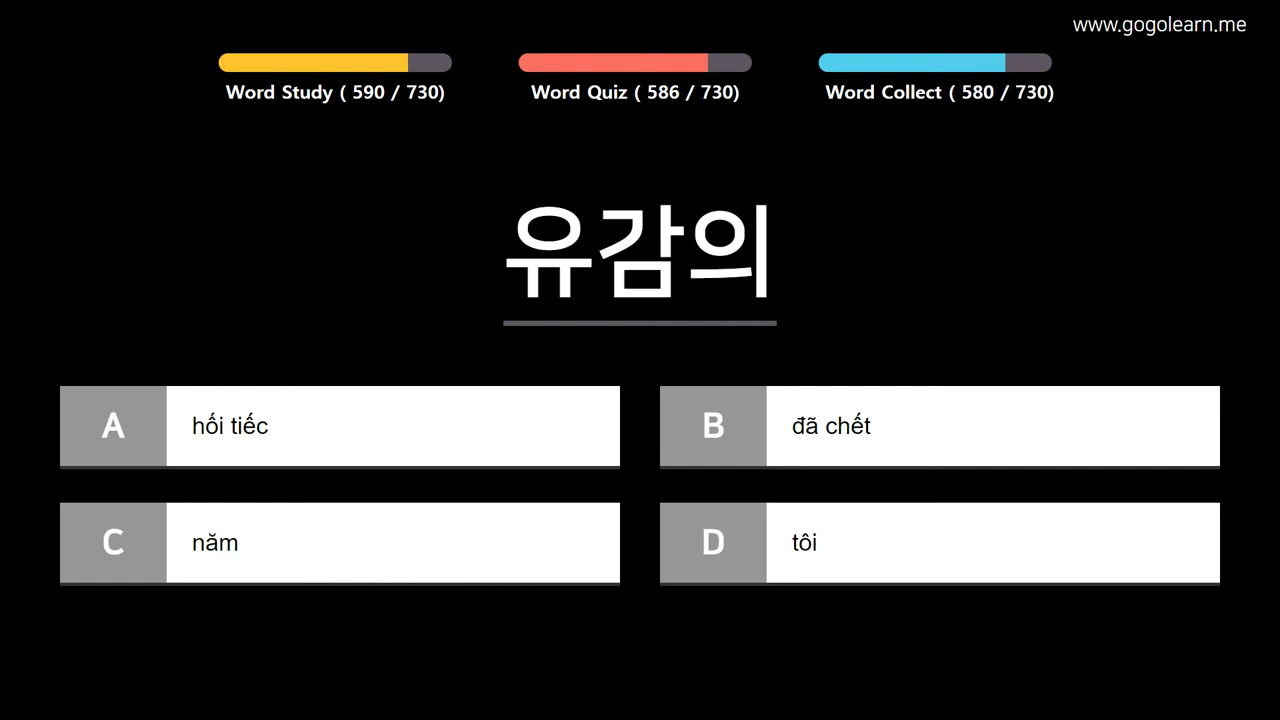 www.gogolearn.me
Word Study ( 590 / 730)
Word Quiz ( 586 / 730)
Word Collect ( 580 / 730)
유감의
A hối tiếc
B đã chết
C năm
D tôi